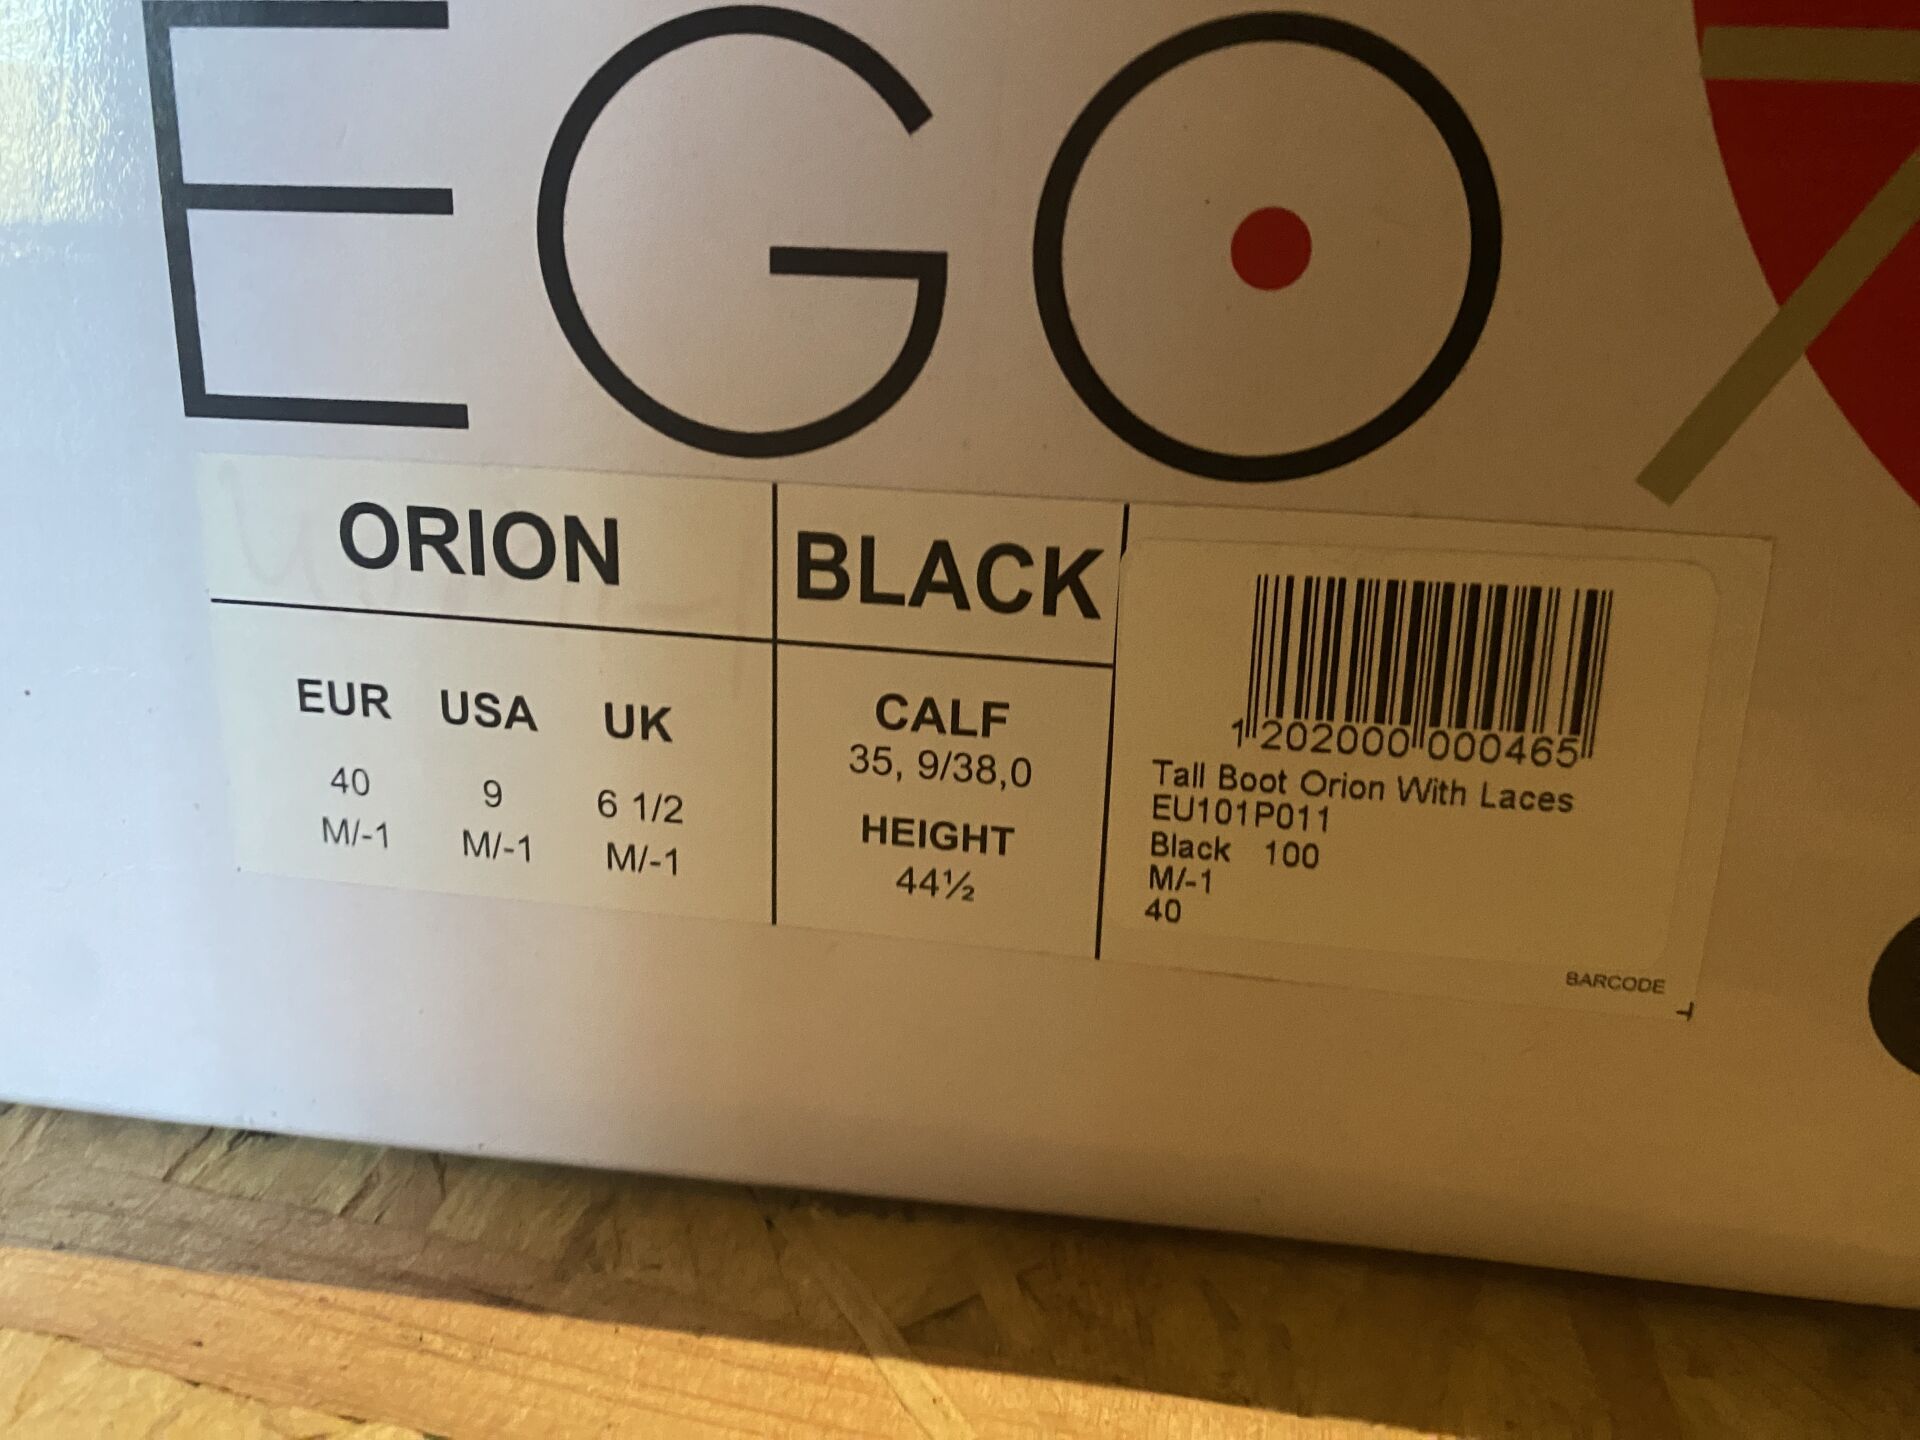 EGO
ORION
BLACK
EUR USA UK
40 9 6 1/2
M/-1 M/-1 M/-1
CALF
35, 9/38,0
HEIGHT
44½
1 202000 000465
Tall Boot Orion With Laces
EU101P011
Black 100
M/-1
40
BARCODE